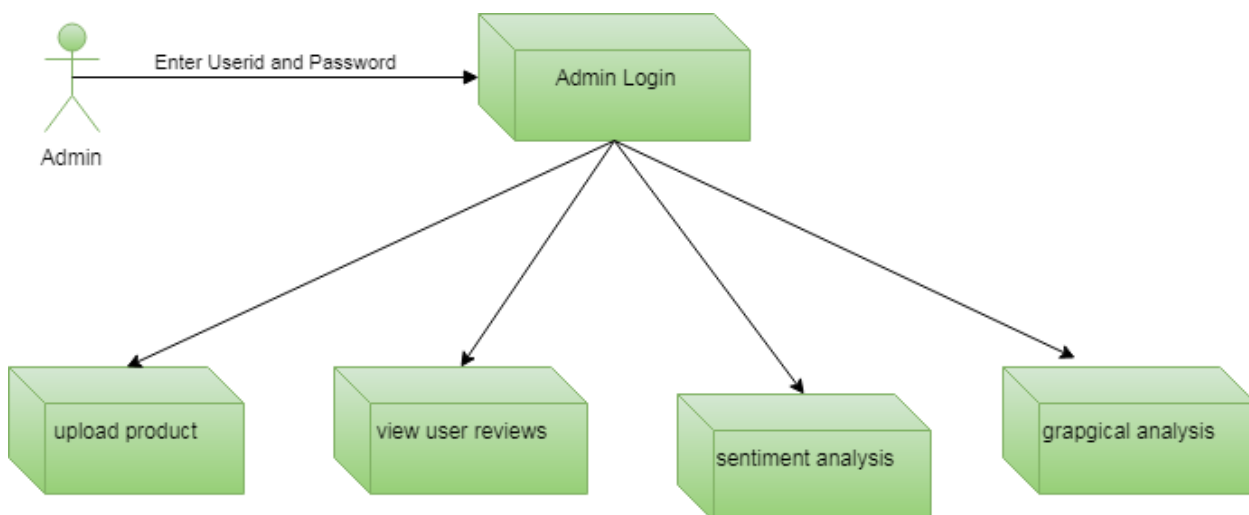 Enter Userid and Password
Admin Login
Admin
upload product
view user reviews
sentiment analysis
grapgical analysis